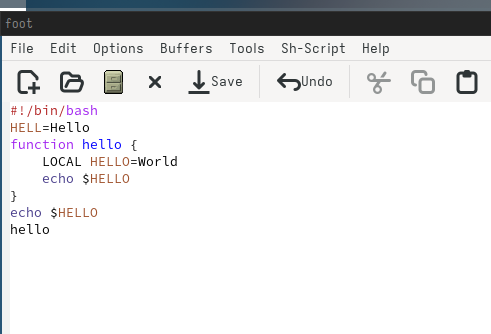 foot
File Edit Options Buffers Tools Sh-Script Help
Save Undo
#!/bin/bash
HELL=Hello
function hello {
    LOCAL HELLO=World
    echo $HELLO
}
echo $HELLO
hello